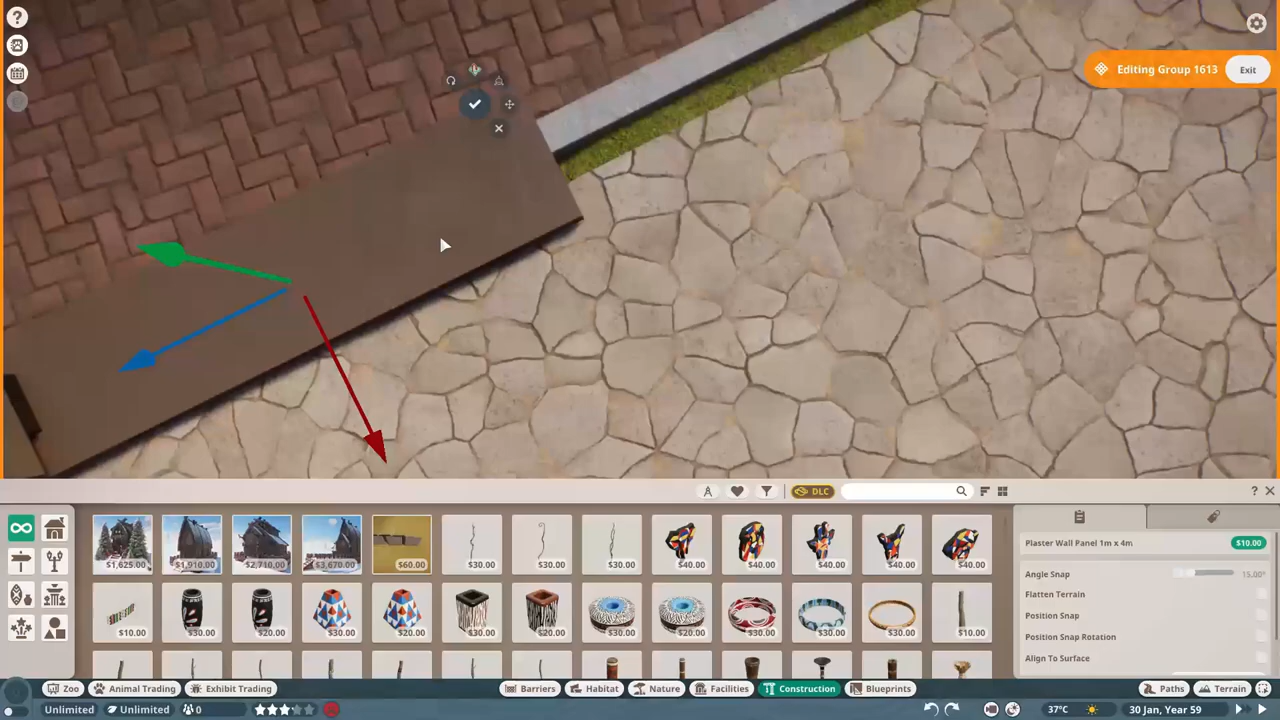 ?
Editing Group 1613
Exit
DLC
?
$1,625.00
$1,910.00
$2,710.00
$3,670.00
$60.00
$30.00
$30.00
$30.00
$40.00
$40.00
$40.00
$40.00
$40.00
$10.00
$30.00
$20.00
$30.00
$20.00
$30.00
$20.00
$30.00
$20.00
$30.00
$30.00
$30.00
$10.00
Plaster Wall Panel 1m x 4m
$10.00
Angle Snap
15.00°
Flatten Terrain
Position Snap
Position Snap Rotation
Align To Surface
Zoo
Animal Trading
Exhibit Trading
Barriers
Habitat
Nature
Facilities
Construction
Blueprints
Paths
Terrain
Unlimited
Unlimited
0
37°C
30 Jan, Year 59